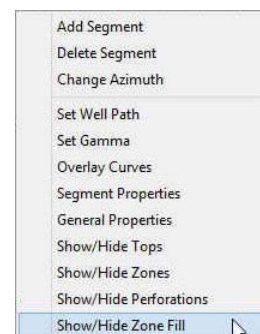 Add Segment
Delete Segment
Change Azimuth
Set Well Path
Set Gamma
Overlay Curves
Segment Properties
General Properties
Show/Hide Tops
Show/Hide Zones
Show/Hide Perforations
Show/Hide Zone Fill